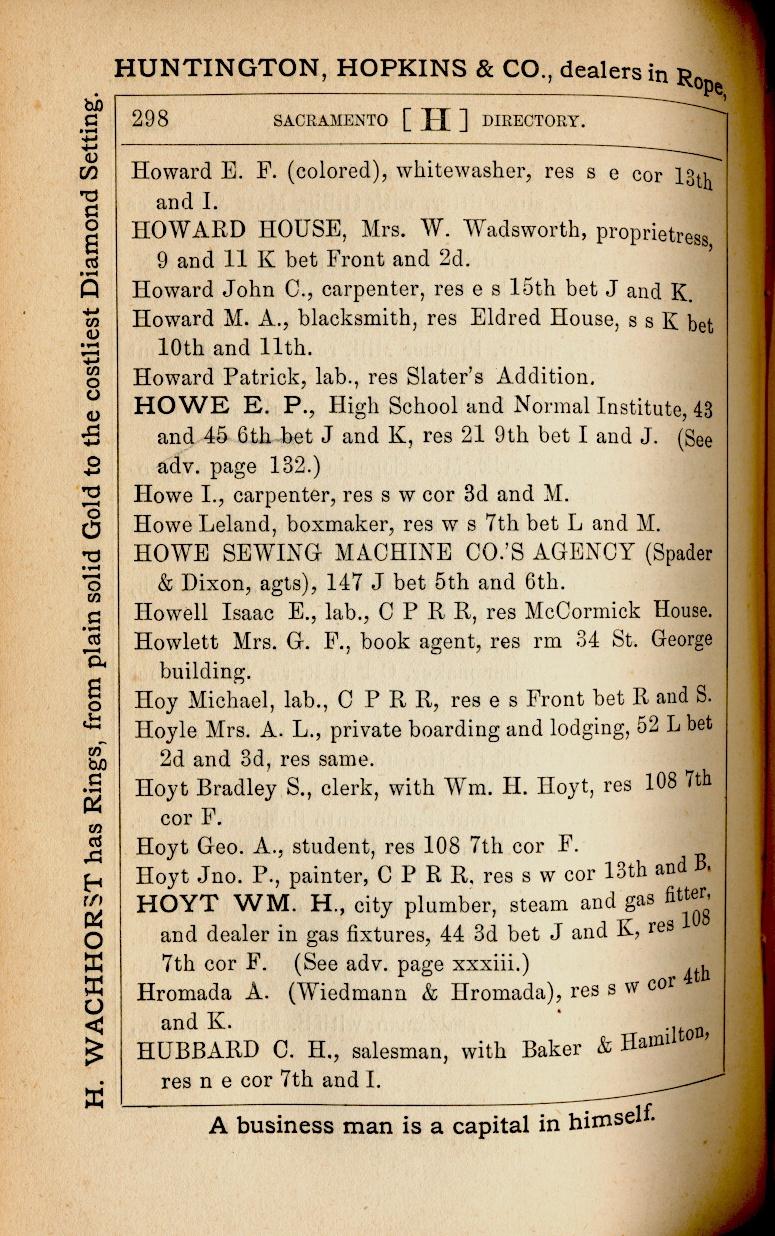 HUNTINGTON, HOPKINS & CO., dealers in Rope,
298 SACRAMENTO [ H ] DIRECTORY.
Howard E. F. (colored), whitewasher, res s e cor 13th
and I.
HOWARD HOUSE, Mrs. W. Wadsworth, proprietress,
9 and 11 K bet Front and 2d.
Howard John C., carpenter, res e s 15th bet J and K.
Howard M. A., blacksmith, res Eldred House, s s K bet
10th and 11th.
Howard Patrick, lab., res Slater's Addition.
HOWE E. P., High School and Normal Institute, 43
and 45 6th bet J and K, res 21 9th bet I and J. (See
adv. page 132.)
Howe I., carpenter, res s w cor 3d and M.
Howe Leland, boxmaker, res w s 7th bet L and M.
HOWE SEWING MACHINE CO.'S AGENCY (Spader
& Dixon, agts), 147 J bet 5th and 6th.
Howell Isaac E., lab., C P R R, res McCormick House.
Howlett Mrs. G. F., book agent, res rm 34 St. George
building.
Hoy Michael, lab., C P R R, res e s Front bet R and S.
Hoyle Mrs. A. L., private boarding and lodging, 52 L bet
2d and 3d, res same.
Hoyt Bradley S., clerk, with Wm. H. Hoyt, res 108 7th
cor F.
Hoyt Geo. A., student, res 108 7th cor F.
Hoyt Jno. P., painter, C P R R, res s w cor 13th and B.
HOYT WM. H., city plumber, steam and gas fitter,
and dealer in gas fixtures, 44 3d bet J and K, res 108
7th cor F. (See adv. page xxxiii.)
Hromada A. (Wiedmann & Hromada), res s w cor 4th
and K.
HUBBARD C. H., salesman, with Baker & Hamilton,
res n e cor 7th and I.
A business man is a capital in himself.
H. WACHHORST has Rings, from plain solid Gold to the costliest Diamond Setting.